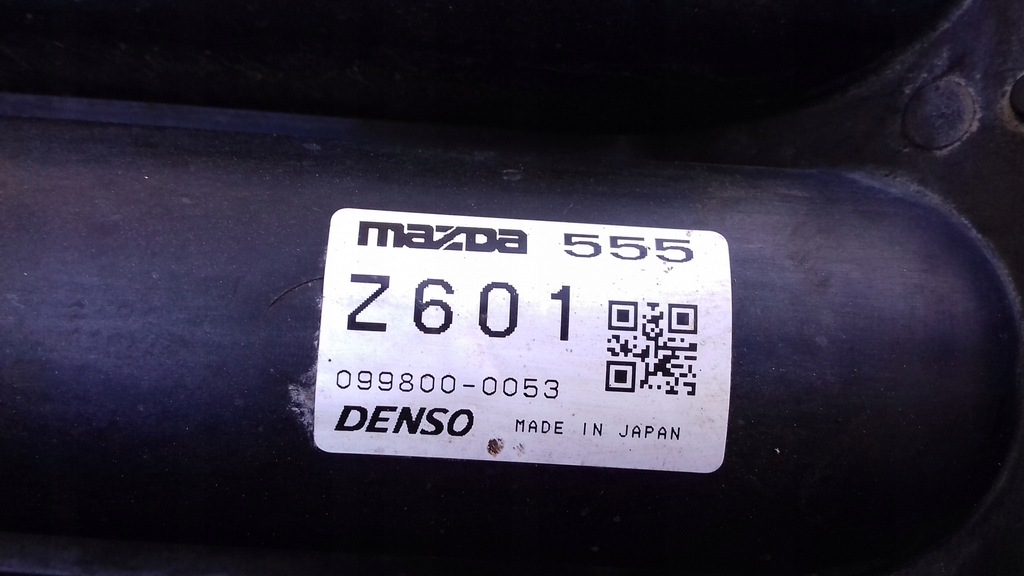 mazda 555
Z601
099800-0053
DENSO MADE IN JAPAN